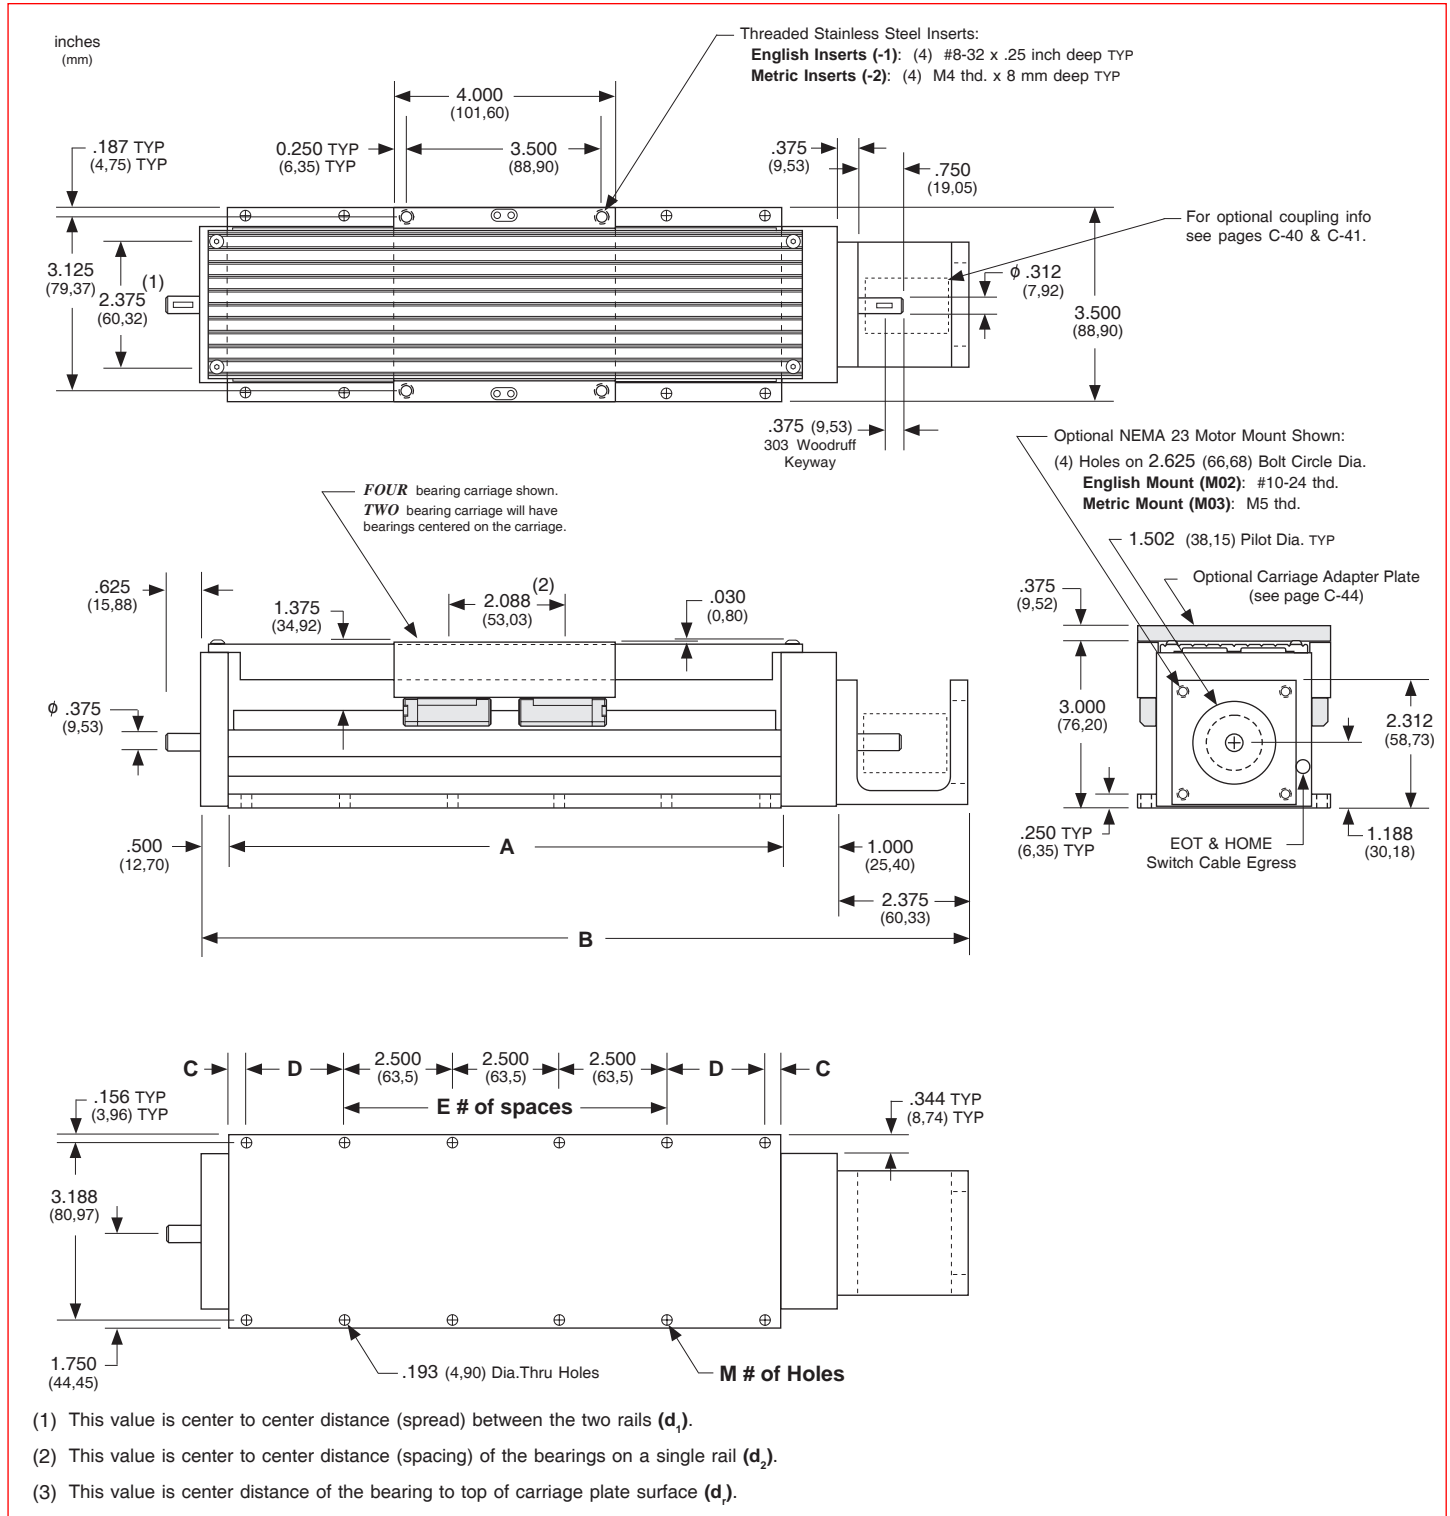 inches
(mm)
Threaded Stainless Steel Inserts:
English Inserts (-1): (4) #8-32 x .25 inch deep TYP
Metric Inserts (-2): (4) M4 thd. x 8 mm deep TYP
4.000
(101,60)
.187 TYP
(4,75) TYP
0.250 TYP
(6,35) TYP
3.500
(88,90)
.375
(9,53)
.750
(19,05)
For optional coupling info
see pages C-40 & C-41.
3.125
(79,37)
(1)
2.375
(60,32)
ϕ .312
(7,92)
3.500
(88,90)
.375 (9,53)
303 Woodruff
Keyway
Optional NEMA 23 Motor Mount Shown:
(4) Holes on 2.625 (66,68) Bolt Circle Dia.
English Mount (M02): #10-24 thd.
Metric Mount (M03): M5 thd.
FOUR bearing carriage shown.
TWO bearing carriage will have
bearings centered on the carriage.
1.502 (38,15) Pilot Dia. TYP
.625
(15,88)
1.375
(34,92)
(2)
2.088
(53,03)
.030
(0,80)
.375
(9,52)
Optional Carriage Adapter Plate
(see page C-44)
ϕ .375
(9,53)
3.000
(76,20)
2.312
(58,73)
.500
(12,70)
A
1.000
(25,40)
.250 TYP
(6,35) TYP
EOT & HOME
Switch Cable Egress
1.188
(30,18)
2.375
(60,33)
B
C
D
2.500
(63,5)
2.500
(63,5)
2.500
(63,5)
D
C
.156 TYP
(3,96) TYP
E # of spaces
.344 TYP
(8,74) TYP
3.188
(80,97)
1.750
(44,45)
.193 (4,90) Dia.Thru Holes
M # of Holes
(1) This value is center to center distance (spread) between the two rails (d₁).
(2) This value is center to center distance (spacing) of the bearings on a single rail (d₂).
(3) This value is center distance of the bearing to top of carriage plate surface (dᵣ).